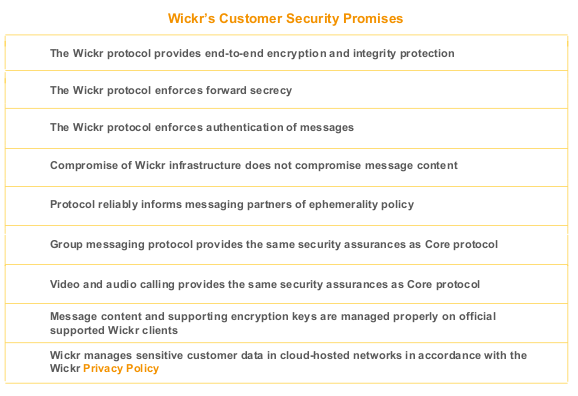 Wickr’s Customer Security Promises
The Wickr protocol provides end-to-end encryption and integrity protection
The Wickr protocol enforces forward secrecy
The Wickr protocol enforces authentication of messages
Compromise of Wickr infrastructure does not compromise message content
Protocol reliably informs messaging partners of ephemerality policy
Group messaging protocol provides the same security assurances as Core protocol
Video and audio calling provides the same security assurances as Core protocol
Message content and supporting encryption keys are managed properly on official
supported Wickr clients
Wickr manages sensitive customer data in cloud-hosted networks in accordance with the
Wickr Privacy Policy